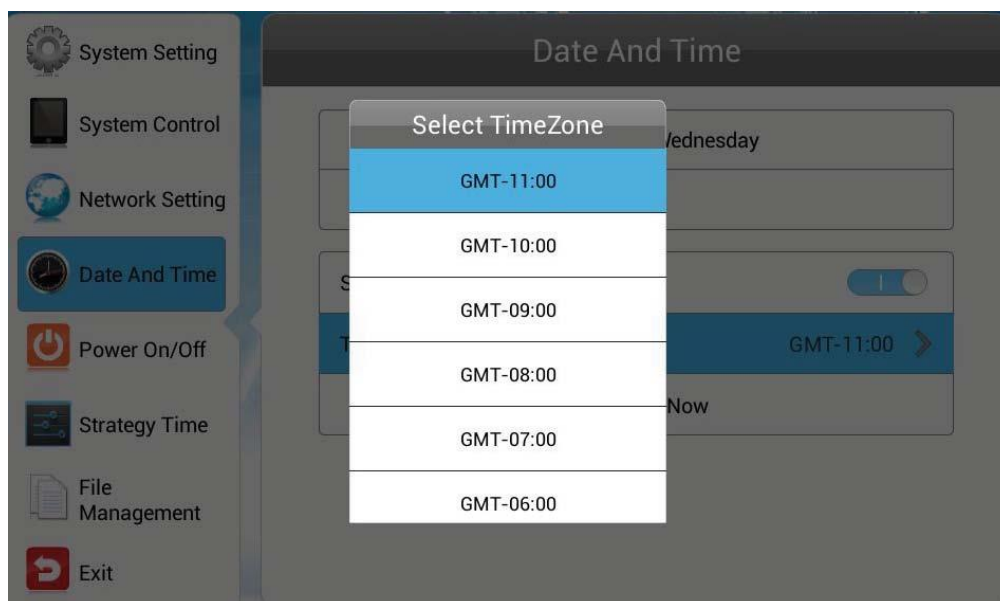 System Setting
System Control
Network Setting
Date And Time
Power On/Off
Strategy Time
File
Management
Exit
Date And Time
Select TimeZone
GMT-11:00
GMT-10:00
GMT-09:00
GMT-08:00
GMT-07:00
GMT-06:00
GMT-11:00
Now